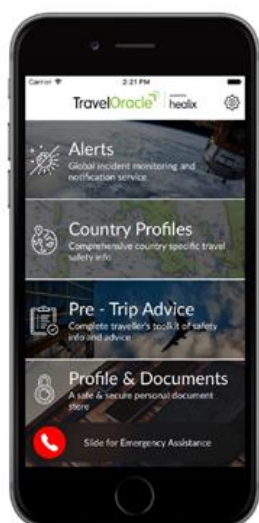 Carrier 2:21 PM
TravelOracle healix
Alerts
Global incident monitoring and
notification service
Country Profiles
Comprehensive country specific travel
safety info
Pre - Trip Advice
Complete traveller's toolkit of safety
info and advice
Profile & Documents
A safe & secure personal document
store
Slide for Emergency Assistance